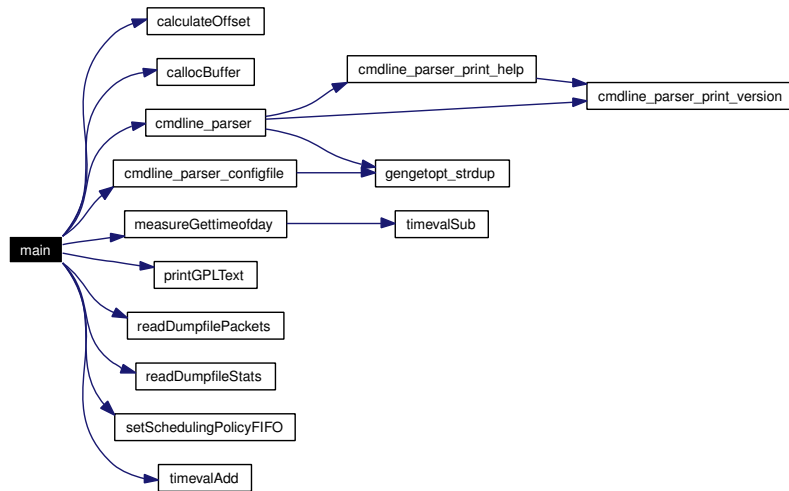 calculateOffset
callocBuffer
cmdline_parser_print_help
cmdline_parser_print_version
cmdline_parser
cmdline_parser_configfile
gengetopt_strdup
measureGettimeofday
timevalSub
main
printGPLText
readDumpfilePackets
readDumpfileStats
setSchedulingPolicyFIFO
timevalAdd